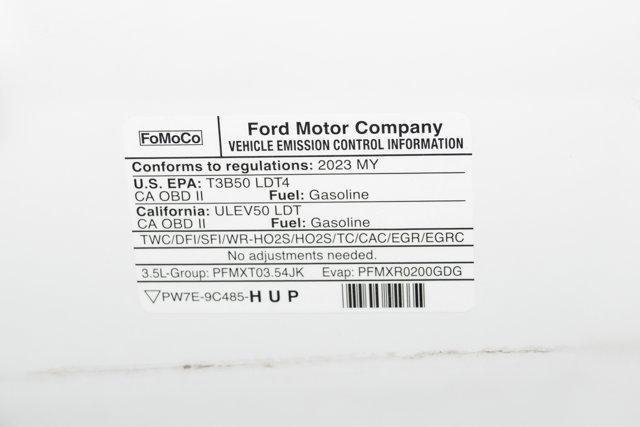 FoMoCo
Ford Motor Company
VEHICLE EMISSION CONTROL INFORMATION
Conforms to regulations: 2023 MY
U.S. EPA: T3B50 LDT4
CA OBD II Fuel: Gasoline
California: ULEV50 LDT
CA OBD II Fuel: Gasoline
TWC/DFI/SFI/WR-HO2S/HO2S/TC/CAC/EGR/EGRC
No adjustments needed.
3.5L-Group: PFMXT03.54JK Evap: PFMXR0200GDG
PW7E-9C485-HUP